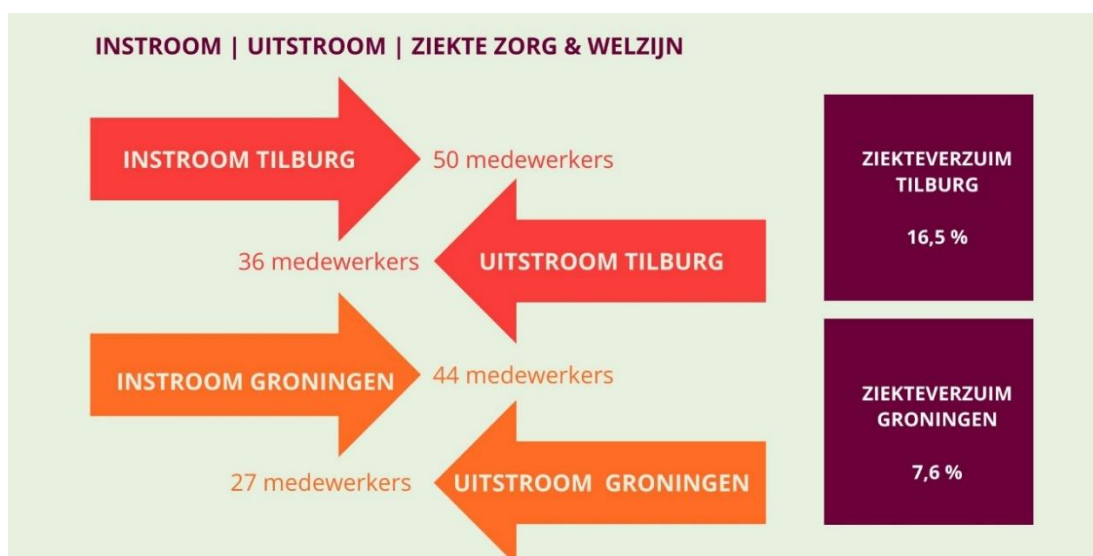 INSTROOM | UITSTROOM | ZIEKTE ZORG & WELZIJN
INSTROOM TILBURG
50 medewerkers
36 medewerkers
UITSTROOM TILBURG
INSTROOM GRONINGEN
44 medewerkers
27 medewerkers
UITSTROOM GRONINGEN
ZIEKTEVERZUIM
TILBURG
16,5 %
ZIEKTEVERZUIM
GRONINGEN
7,6 %